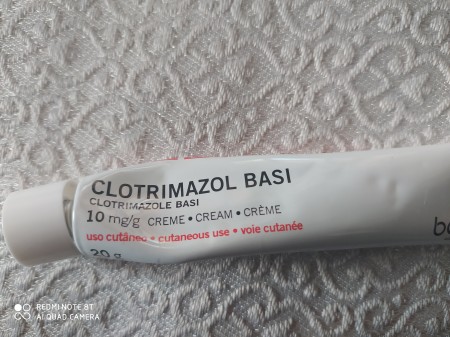 CLOTRIMAZOL BASI
CLOTRIMAZOLE BASI
10 mg/g CREME • CREAM • CRÈME
uso cutâneo • cutaneous use • voie cutanée
20 g
REDMI NOTE 8T
AI QUAD CAMERA